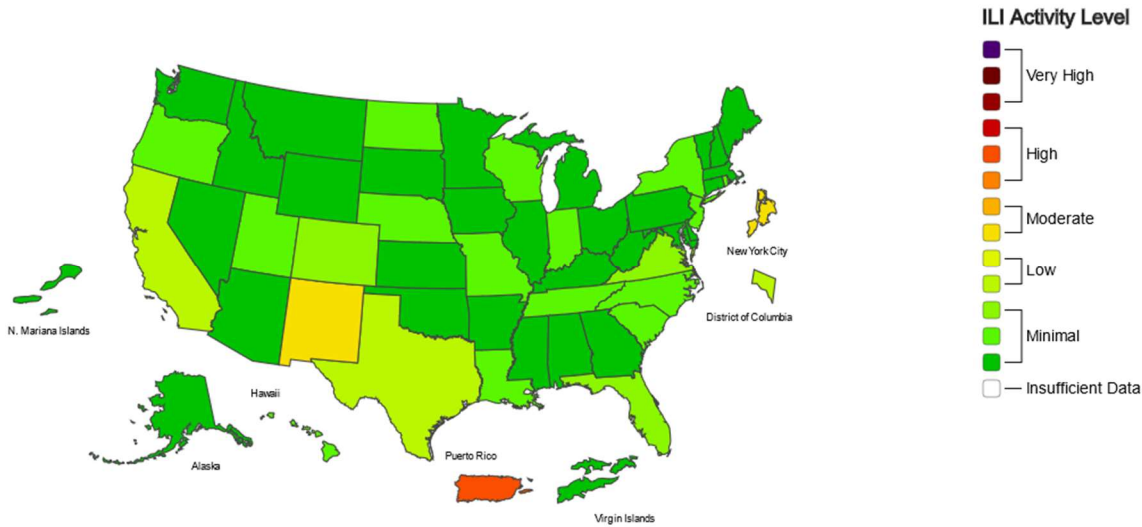 ILI Activity Level
Very High
High
Moderate
Low
Minimal
Insufficient Data
New York City
District of Columbia
N. Mariana Islands
Hawaii
Alaska
Puerto Rico
Virgin Islands